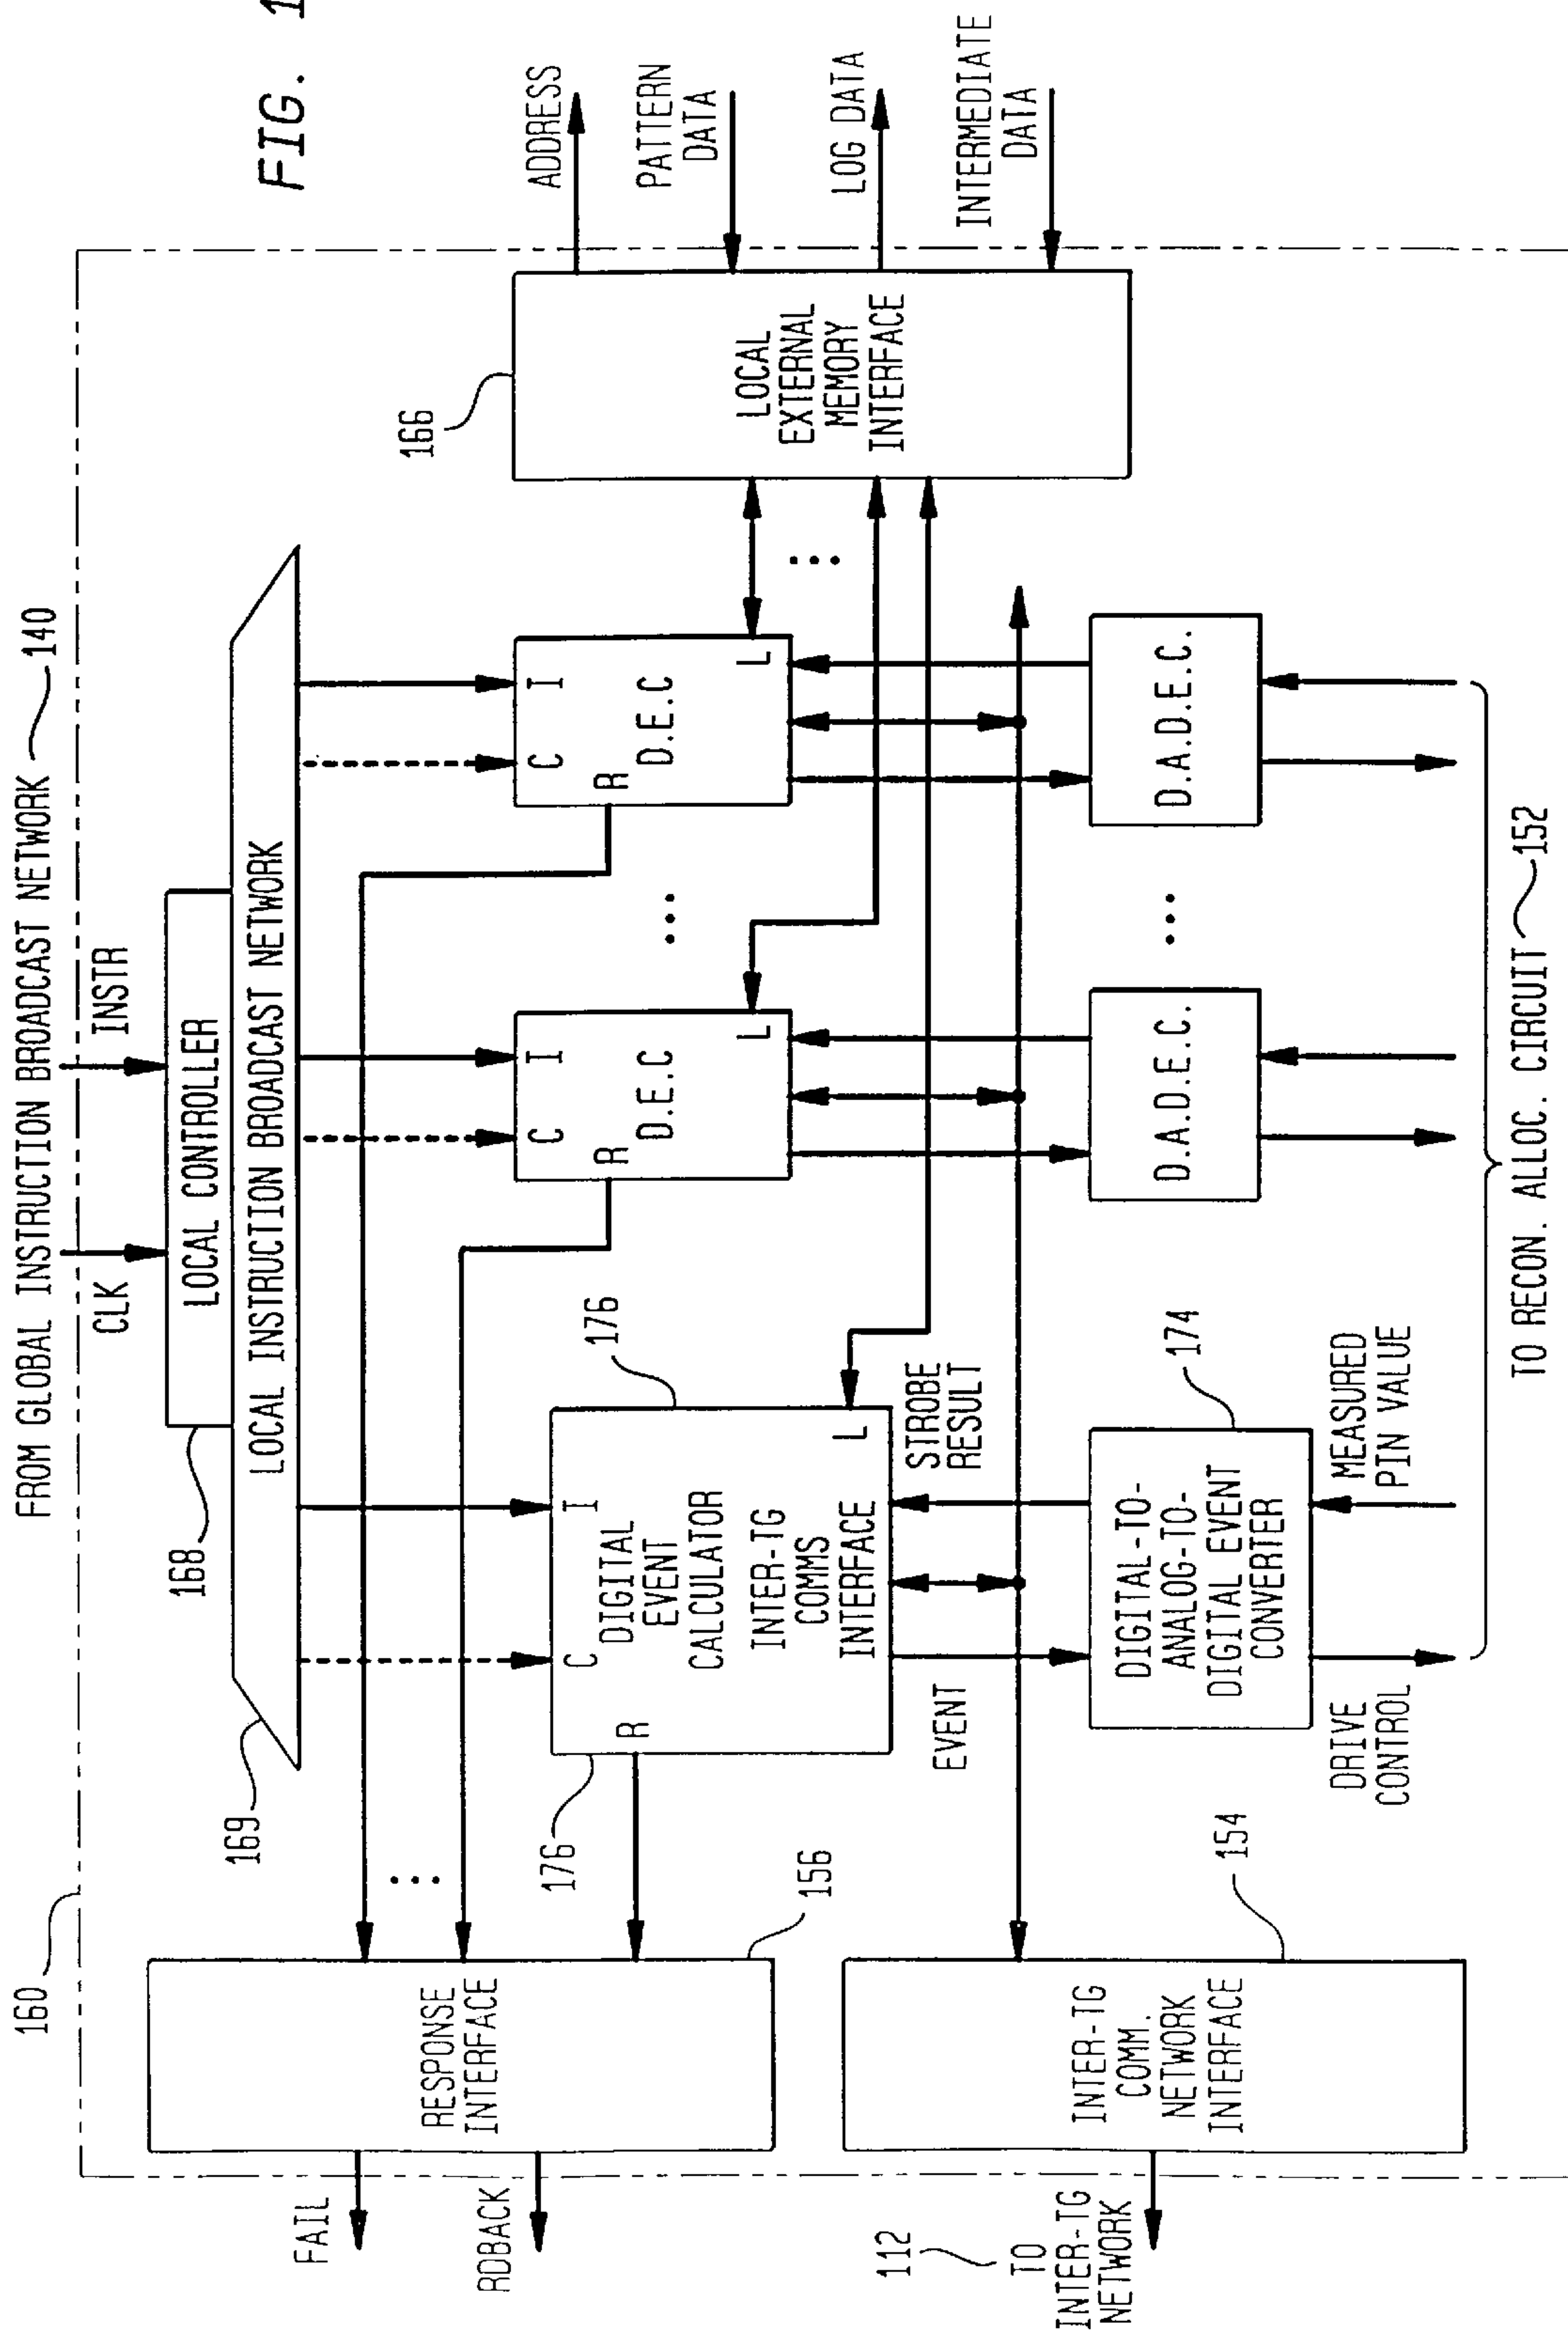 FIG. 1
FROM GLOBAL INSTRUCTION BROADCAST NETWORK 140
CLK
INSTR
160
168
LOCAL CONTROLLER
169
LOCAL INSTRUCTION BROADCAST NETWORK
FAIL
RDBACK
RESPONSE
INTERFACE
156
176
176
C
I
R
L
DIGITAL
EVENT
CALCULATOR
INTER-TG
COMMS
INTERFACE
C
I
R
L
D.E.C
C
I
R
L
D.E.C
166
LOCAL
EXTERNAL
MEMORY
INTERFACE
ADDRESS
PATTERN
DATA
LOG DATA
INTERMEDIATE
DATA
EVENT
STROBE
RESULT
112
TO
INTER-TG
NETWORK
INTER-TG
COMM.
NETWORK
INTERFACE
154
DIGITAL-TO-
ANALOG-TO-
DIGITAL EVENT
CONVERTER
174
D.A.D.E.C.
D.A.D.E.C.
DRIVE
CONTROL
MEASURED
PIN VALUE
TO RECON. ALLOC. CIRCUIT 152